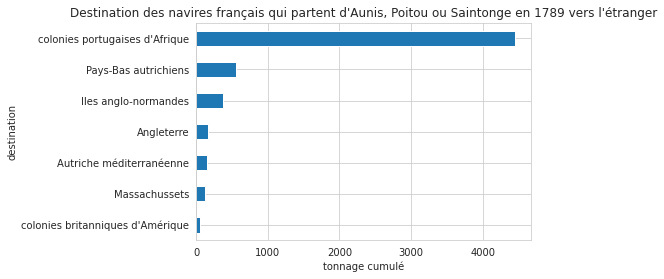 Destination des navires français qui partent d'Aunis, Poitou ou Saintonge en 1789 vers l'étranger
colonies portugaises d'Afrique
Pays-Bas autrichiens
Iles anglo-normandes
Angleterre
Autriche méditerranéenne
Massachussets
colonies britanniques d'Amérique
destination
0 1000 2000 3000 4000
tonnage cumulé